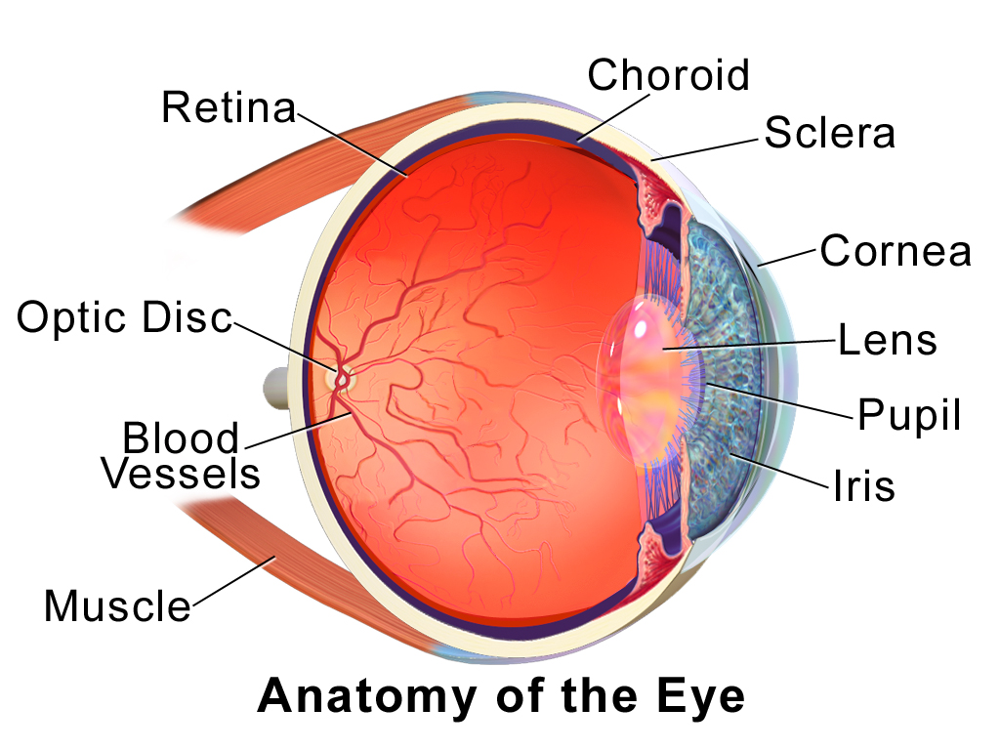 Choroid
Retina
Sclera
Cornea
Optic Disc
Lens
Pupil
Blood
Vessels
Iris
Muscle
Anatomy of the Eye